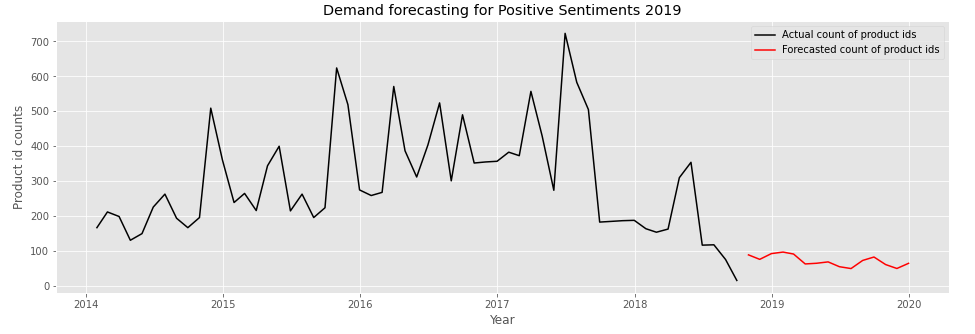 Demand forecasting for Positive Sentiments 2019
Actual count of product ids
Forecasted count of product ids
Product id counts
700
600
500
400
300
200
100
0
2014 2015 2016 2017 2018 2019 2020
Year